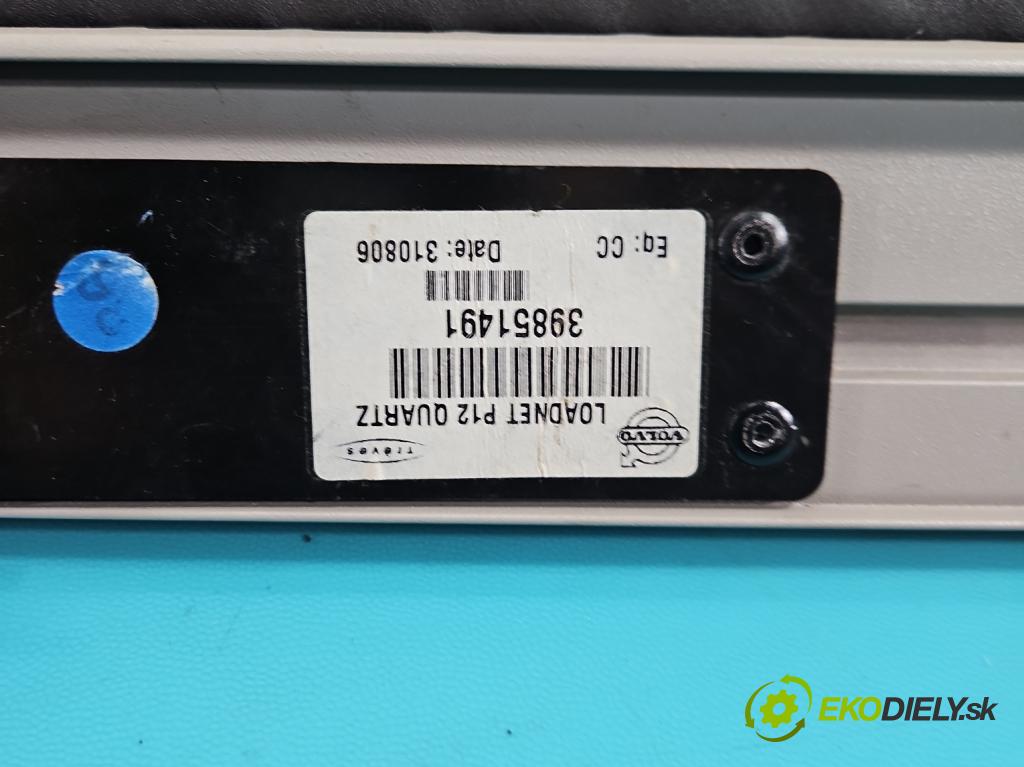 VOLVO
trèves
LOADNET P12 QUARTZ
39851491
Eq: CC Date: 310806
EKODIELY.sk